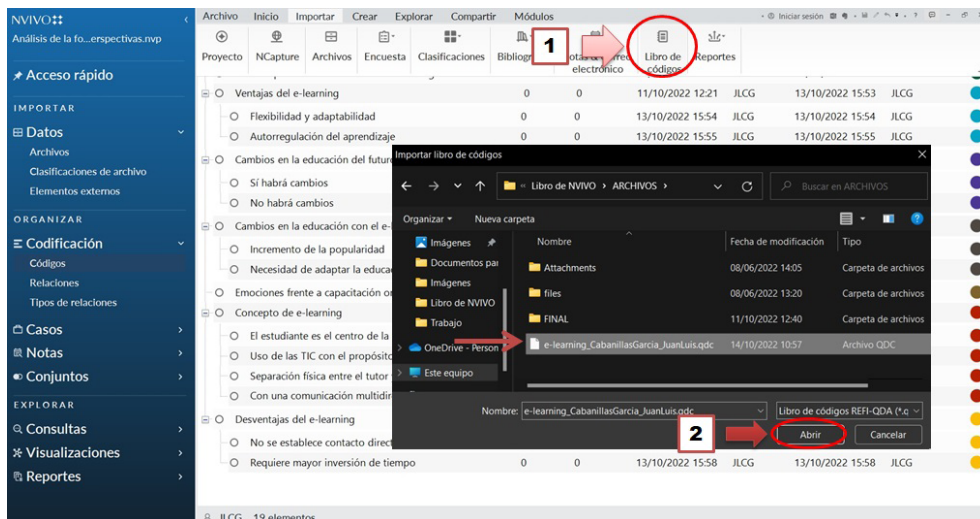 NVIVO
Análisis de la fo...erspectivas.nvp
Acceso rápido
IMPORTAR
Datos
Archivos
Clasificaciones de archivo
Elementos externos
ORGANIZAR
Codificación
Códigos
Relaciones
Tipos de relaciones
Casos
Notas
Conjuntos
EXPLORAR
Consultas
Visualizaciones
Reportes
Archivo Inicio Importar Crear Explorar Compartir Módulos
Iniciar sesión
Proyecto NCapture Archivos Encuesta Clasificaciones Libro de códigos Reportes
electrónico
1
Ventajas del e-learning 0 0 11/10/2022 12:21 JLCG 13/10/2022 15:53 JLCG
Flexibilidad y adaptabilidad 0 0 13/10/2022 15:54 JLCG 13/10/2022 15:54 JLCG
Autorregulación del aprendizaje 0 0 13/10/2022 15:55 JLCG 13/10/2022 15:55 JLCG
Cambios en la educación del futur
Sí habrá cambios
No habrá cambios
Cambios en la educación con el e-
Incremento de la popularidad
Necesidad de adaptar la educa
Emociones frente a capacitación
Concepto de e-learning
El estudiante es el centro de la
Uso de las TIC con el propósito
Separación física entre el tutor
Con una comunicación multidi
Desventajas del e-learning
No se establece contacto direct
Requiere mayor inversión de tiempo 0 0 13/10/2022 15:58 JLCG 13/10/2022 15:58 JLCG
JLCG 19 elementos
Importar libro de códigos
« Libro de NVIVO › ARCHIVOS ›
Buscar en ARCHIVOS
Organizar Nueva carpeta
Imágenes
Documentos
Imágenes
Libro de NVIVO
Trabajo
OneDrive - Person
Este equipo
Nombre Fecha de modificación Tipo
Attachments 08/06/2022 14:05 Carpeta de archivos
files 08/06/2022 13:20 Carpeta de archivos
FINAL 11/10/2022 12:40 Carpeta de archivos
e-learning_CabanillasGarcia_JuanLuis.qdc 14/10/2022 10:57 Archivo QDC
Nombre: e-learning_CabanillasGarcia_JuanLuis.qdc Libro de códigos REFI-QDA (*.q
2
Abrir Cancelar